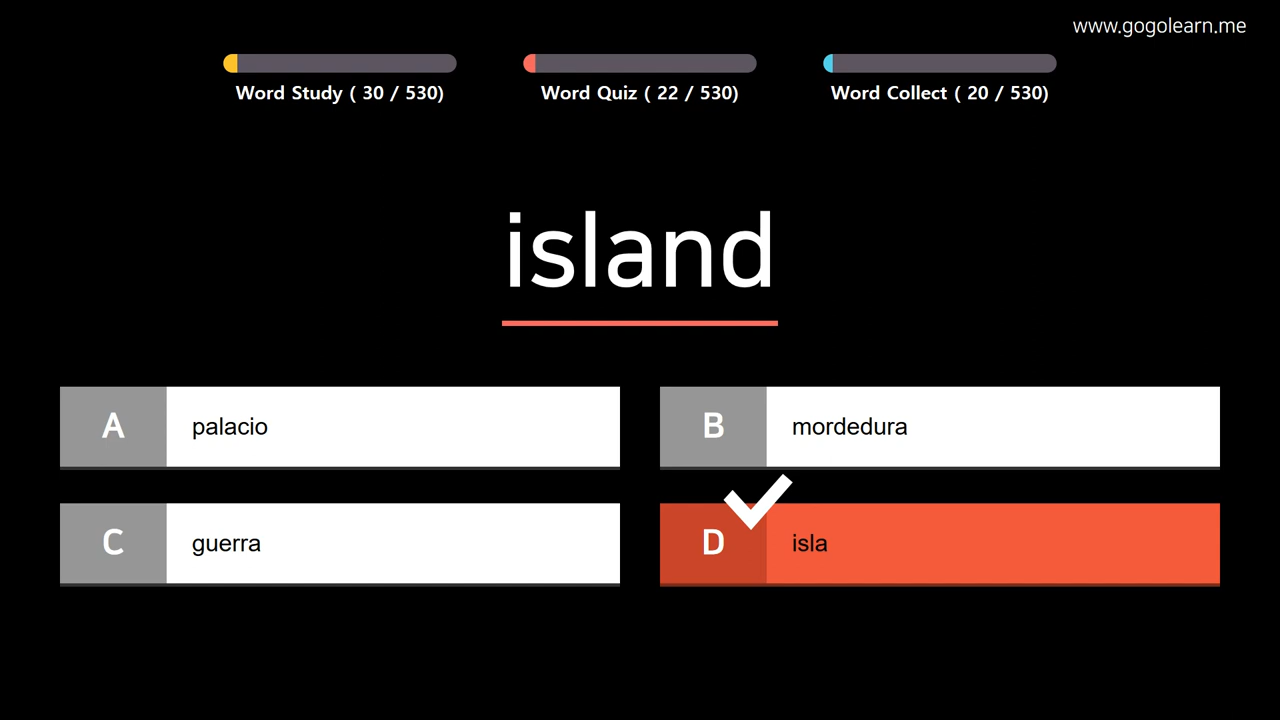 www.gogolearn.me
Word Study ( 30 / 530)
Word Quiz ( 22 / 530)
Word Collect ( 20 / 530)
island
A palacio
B mordedura
C guerra
D isla